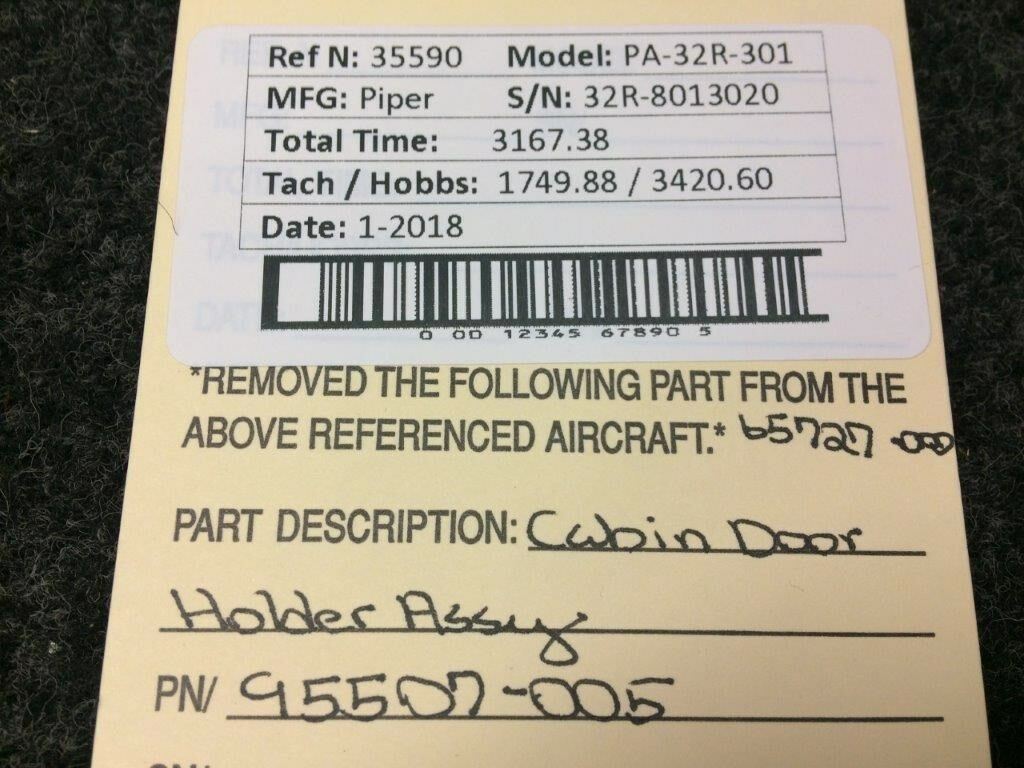 Ref N: 35590 Model: PA-32R-301
MFG: Piper S/N: 32R-8013020
Total Time: 3167.38
Tach / Hobbs: 1749.88 / 3420.60
Date: 1-2018
0 00 12345 67890 5
*REMOVED THE FOLLOWING PART FROM THE
ABOVE REFERENCED AIRCRAFT.* 65727-000
PART DESCRIPTION: Cabin Door
Holder Assy
PN/ 95507-005